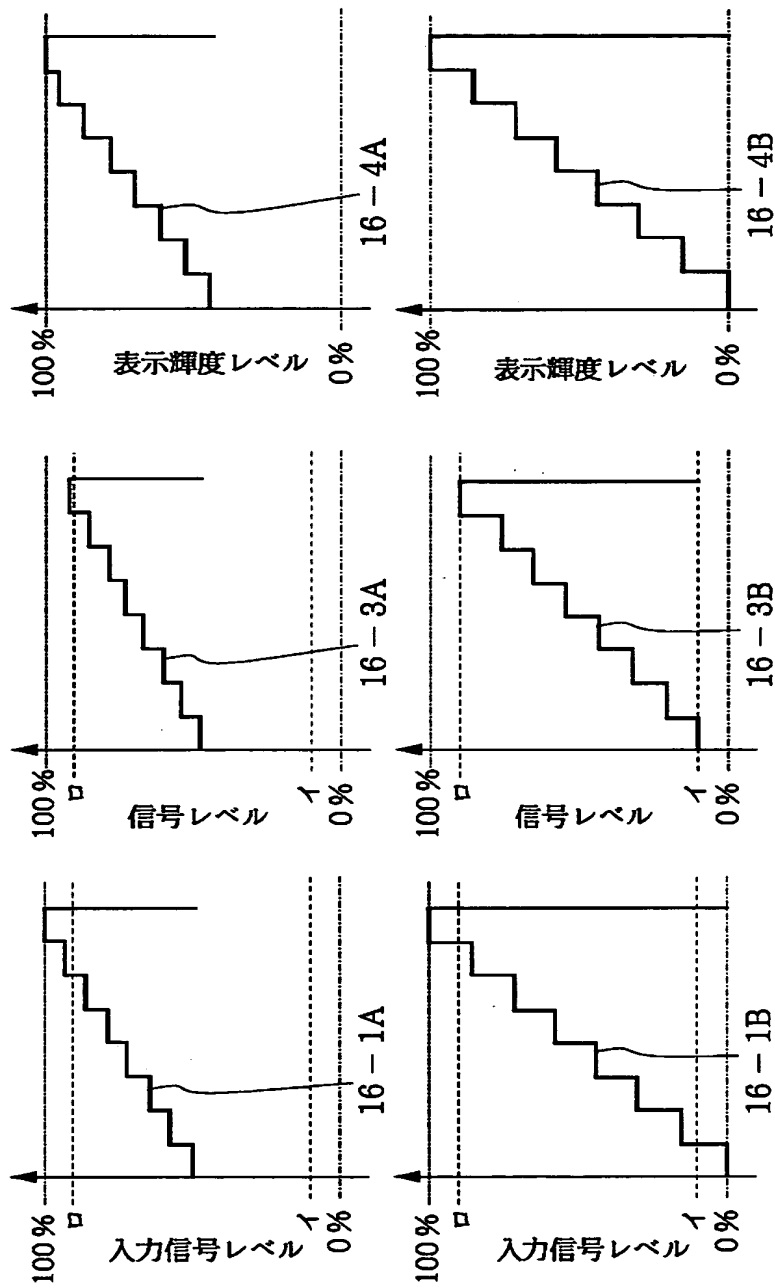 100%
表示輝度レベル
0%
16-4A
100%
表示輝度レベル
0%
16-4B
100%
ロ
信号レベル
イ
0%
16-3A
100%
ロ
信号レベル
イ
0%
16-3B
100%
ロ
入力信号レベル
イ
0%
16-1A
100%
ロ
入力信号レベル
イ
0%
16-1B